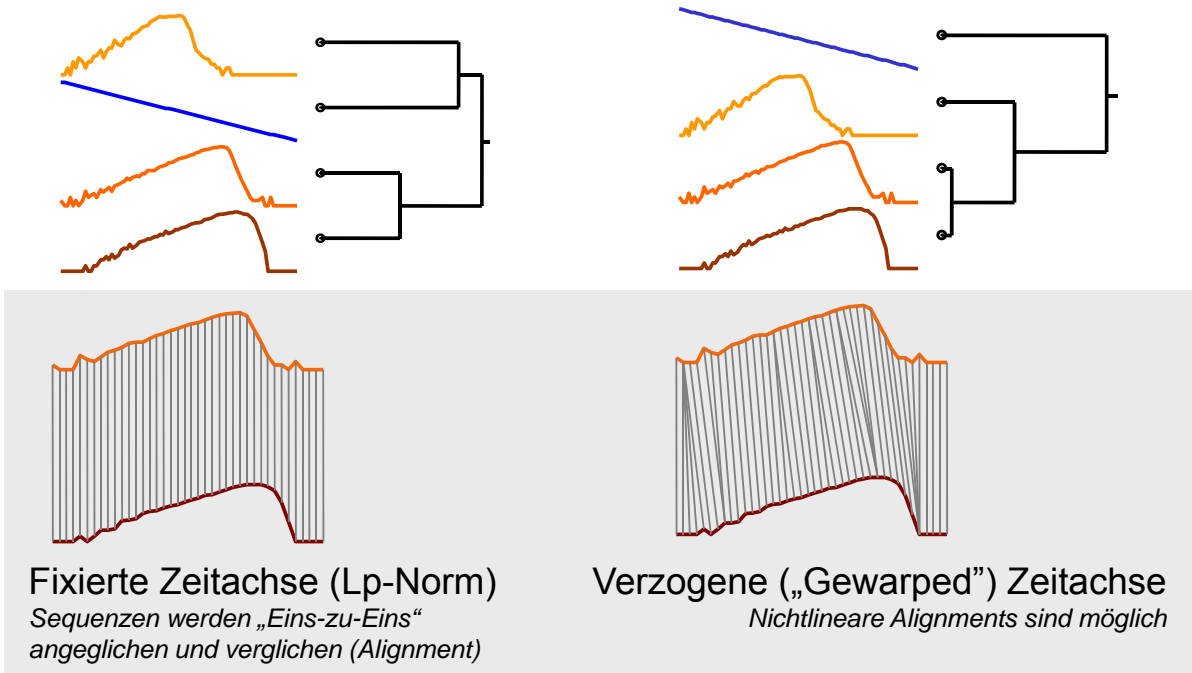 Fixierte Zeitachse (Lp-Norm)
Sequenzen werden „Eins-zu-Eins“
angeglichen und verglichen (Alignment)
Verzogene („Gewarped”) Zeitachse
Nichtlineare Alignments sind möglich